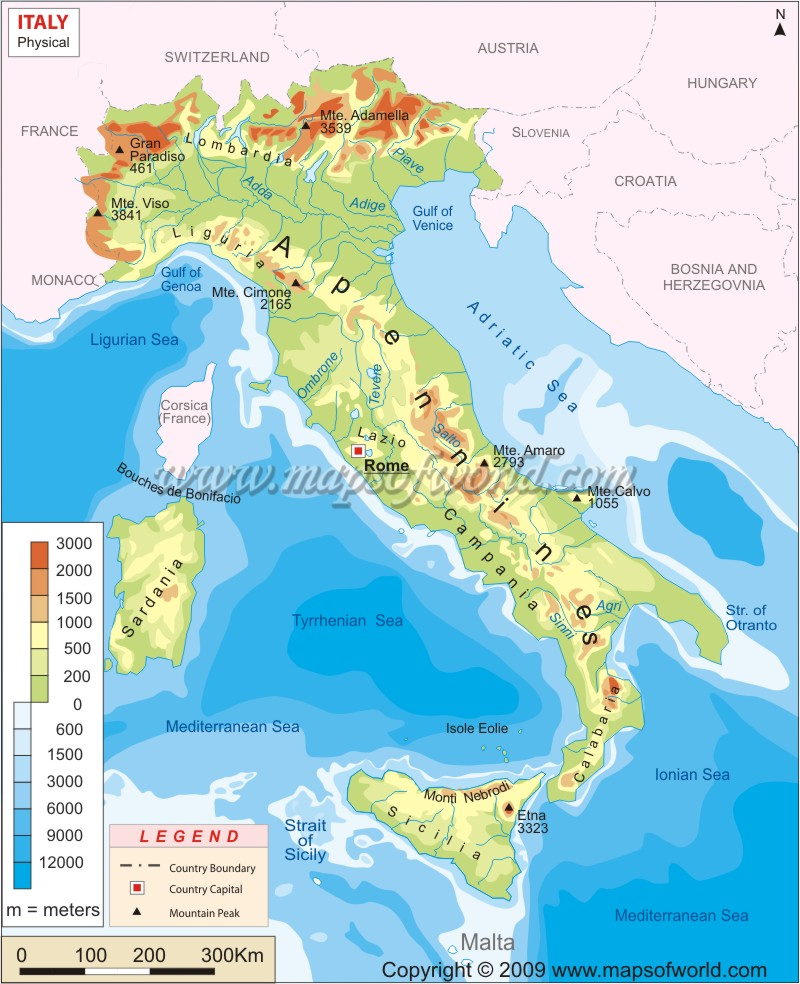 ITALY
Physical
N
SWITZERLAND
AUSTRIA
HUNGARY
FRANCE
SLOVENIA
CROATIA
BOSNIA AND
HERZEGOVNIA
MONACO
Mte. Adamella
3539
Gran
Paradiso
461
Lombardia
Piave
Adda
Adige
Mte. Viso
3841
Gulf of
Venice
Liguria
Apennines
Gulf of
Genoa
Mte. Cimone
2165
Ligurian Sea
Adriatic Sea
Ombrone
Tevere
Corsica
(France)
Salto
Lazio
Rome
Mte. Amaro
2793
www.mapsofworld.com
Bouches de Bonifacio
Mte.Calvo
1055
Campania
Sardania
Tyrrhenian Sea
Agri
Sinni
Str. of
Otranto
Mediterranean Sea
Isole Eolie
Calabaria
Ionian Sea
Monti Nebrodi
Etna
3323
Sicilia
Strait
of
Sicily
Mediterranean Sea
Malta
3000
2000
1500
1000
500
200
0
600
1500
3000
6000
9000
12000
m = meters
LEGEND
Country Boundary
Country Capital
Mountain Peak
0 100 200 300Km
Copyright © 2009 www.mapsofworld.com